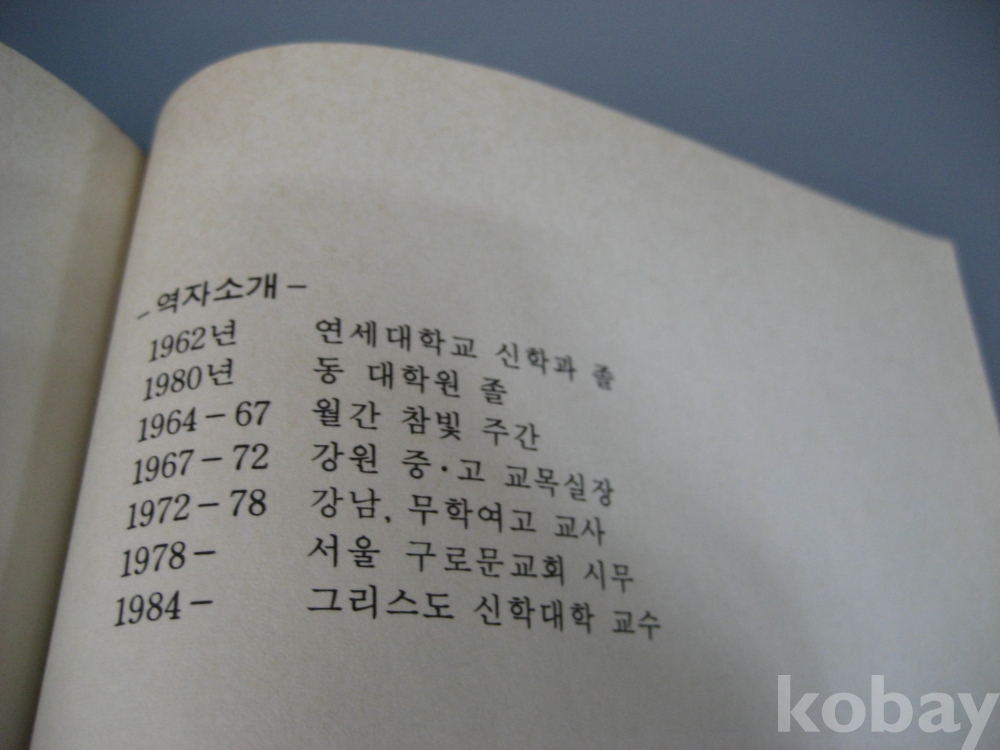 -역자소개-
1962년 연세대학교 신학과 졸
1980년 동 대학원 졸
1964-67 월간 참빛 주간
1967-72 강원 중·고 교목실장
1972-78 강남, 무학여고 교사
1978- 서울 구로문교회 시무
1984- 그리스도 신학대학 교수
kobay